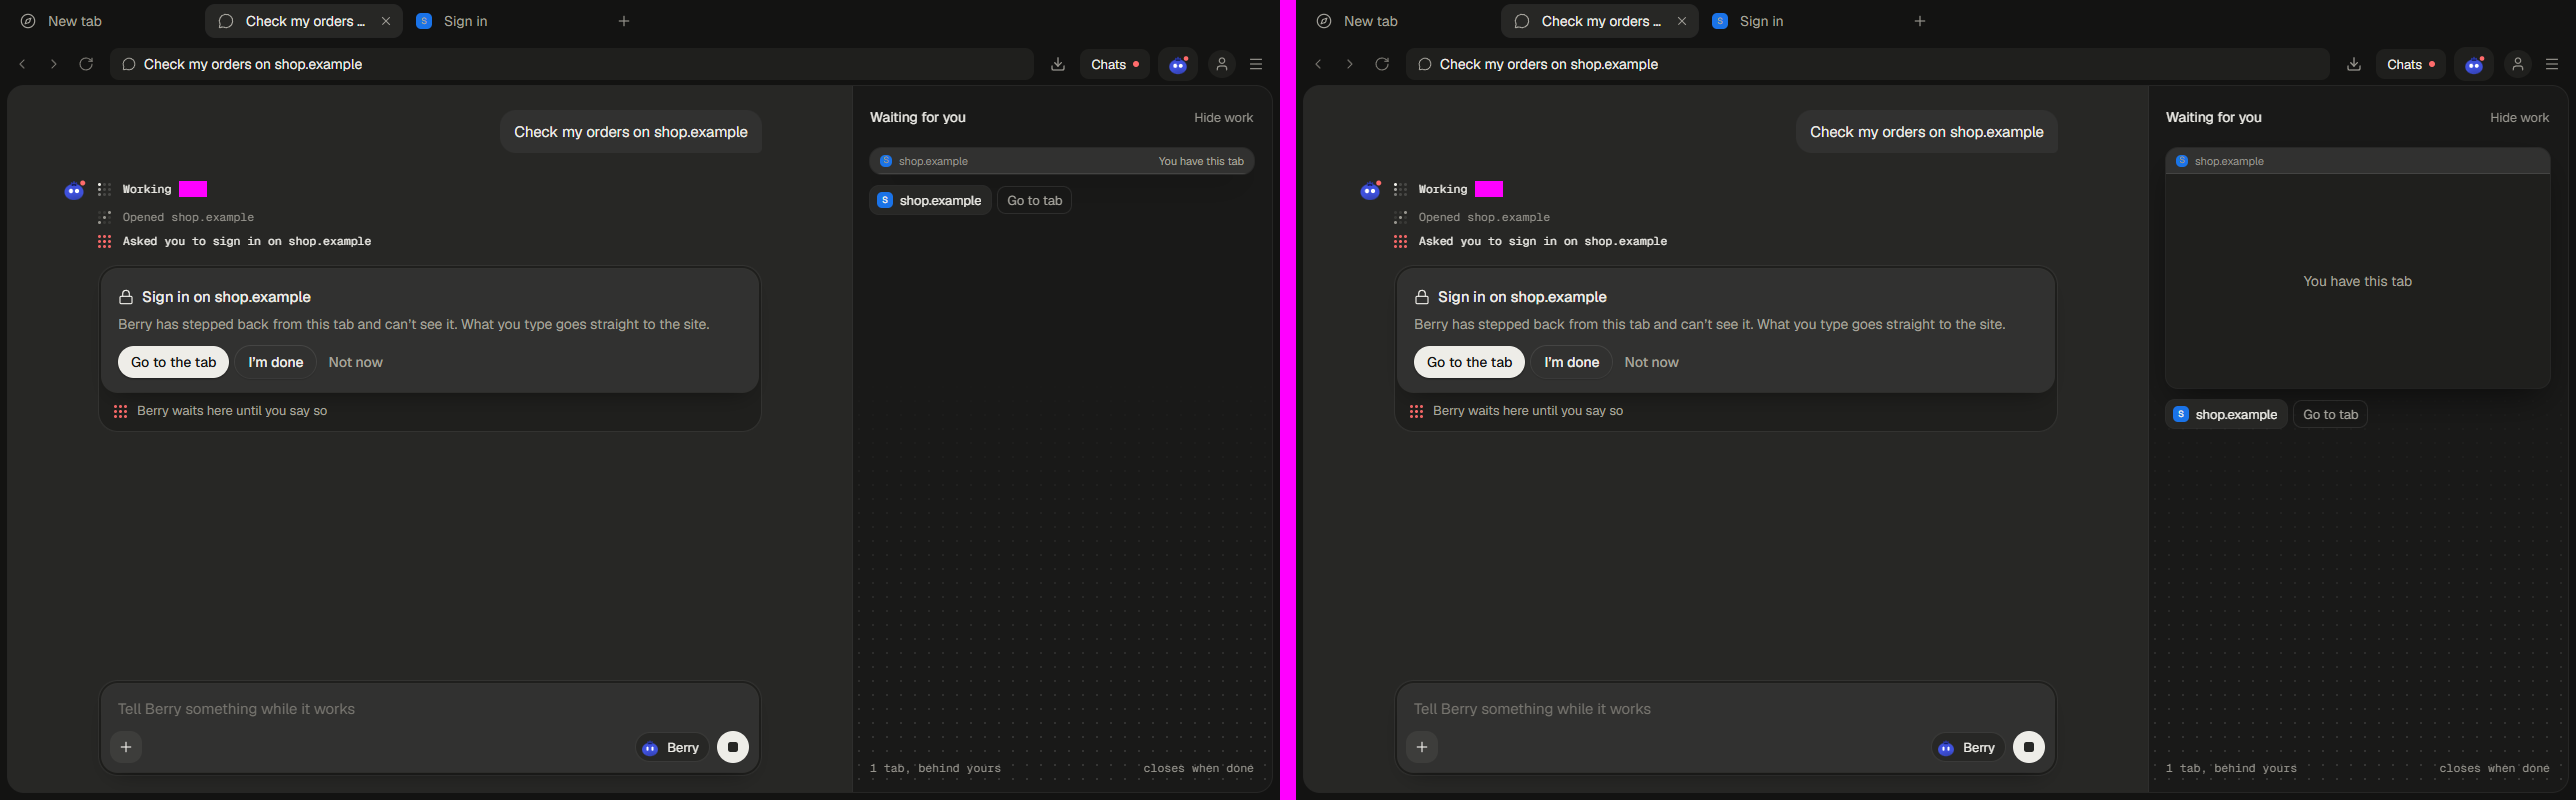 New tab
Check my orders ...
S Sign in
Check my orders on shop.example
Chats
Check my orders on shop.example
Working
Opened shop.example
Asked you to sign in on shop.example
Sign in on shop.example
Berry has stepped back from this tab and can't see it. What you type goes straight to the site.
Go to the tab
I'm done
Not now
Berry waits here until you say so
Tell Berry something while it works
Berry
Waiting for you
Hide work
S shop.example
You have this tab
S shop.example
Go to tab
1 tab, behind yours
closes when done
New tab
Check my orders ...
S Sign in
Check my orders on shop.example
Chats
Check my orders on shop.example
Working
Opened shop.example
Asked you to sign in on shop.example
Sign in on shop.example
Berry has stepped back from this tab and can't see it. What you type goes straight to the site.
Go to the tab
I'm done
Not now
Berry waits here until you say so
Tell Berry something while it works
Berry
Waiting for you
Hide work
S shop.example
You have this tab
S shop.example
Go to tab
1 tab, behind yours
closes when done